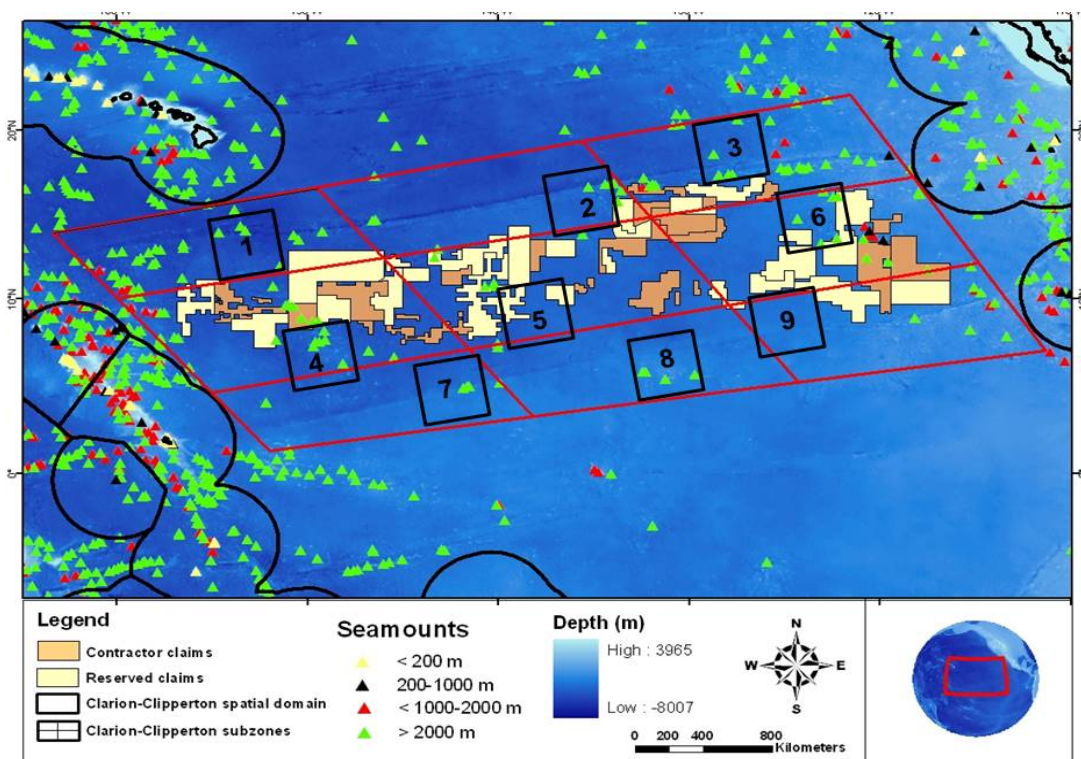 20°N
10°N
0°
3
2
6
1
5
9
4
8
7
Legend
Contractor claims
Reserved claims
Clarion-Clipperton spatial domain
Clarion-Clipperton subzones
Seamounts
< 200 m
200-1000 m
< 1000-2000 m
> 2000 m
Depth (m)
High : 3965
Low : -8007
N
W E
S
0 200 400 800
Kilometers